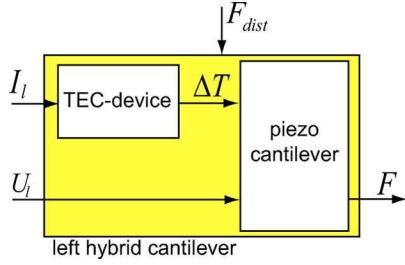 F_dist
I_l
TEC-device
ΔT
piezo
cantilever
U_l
F
left hybrid cantilever